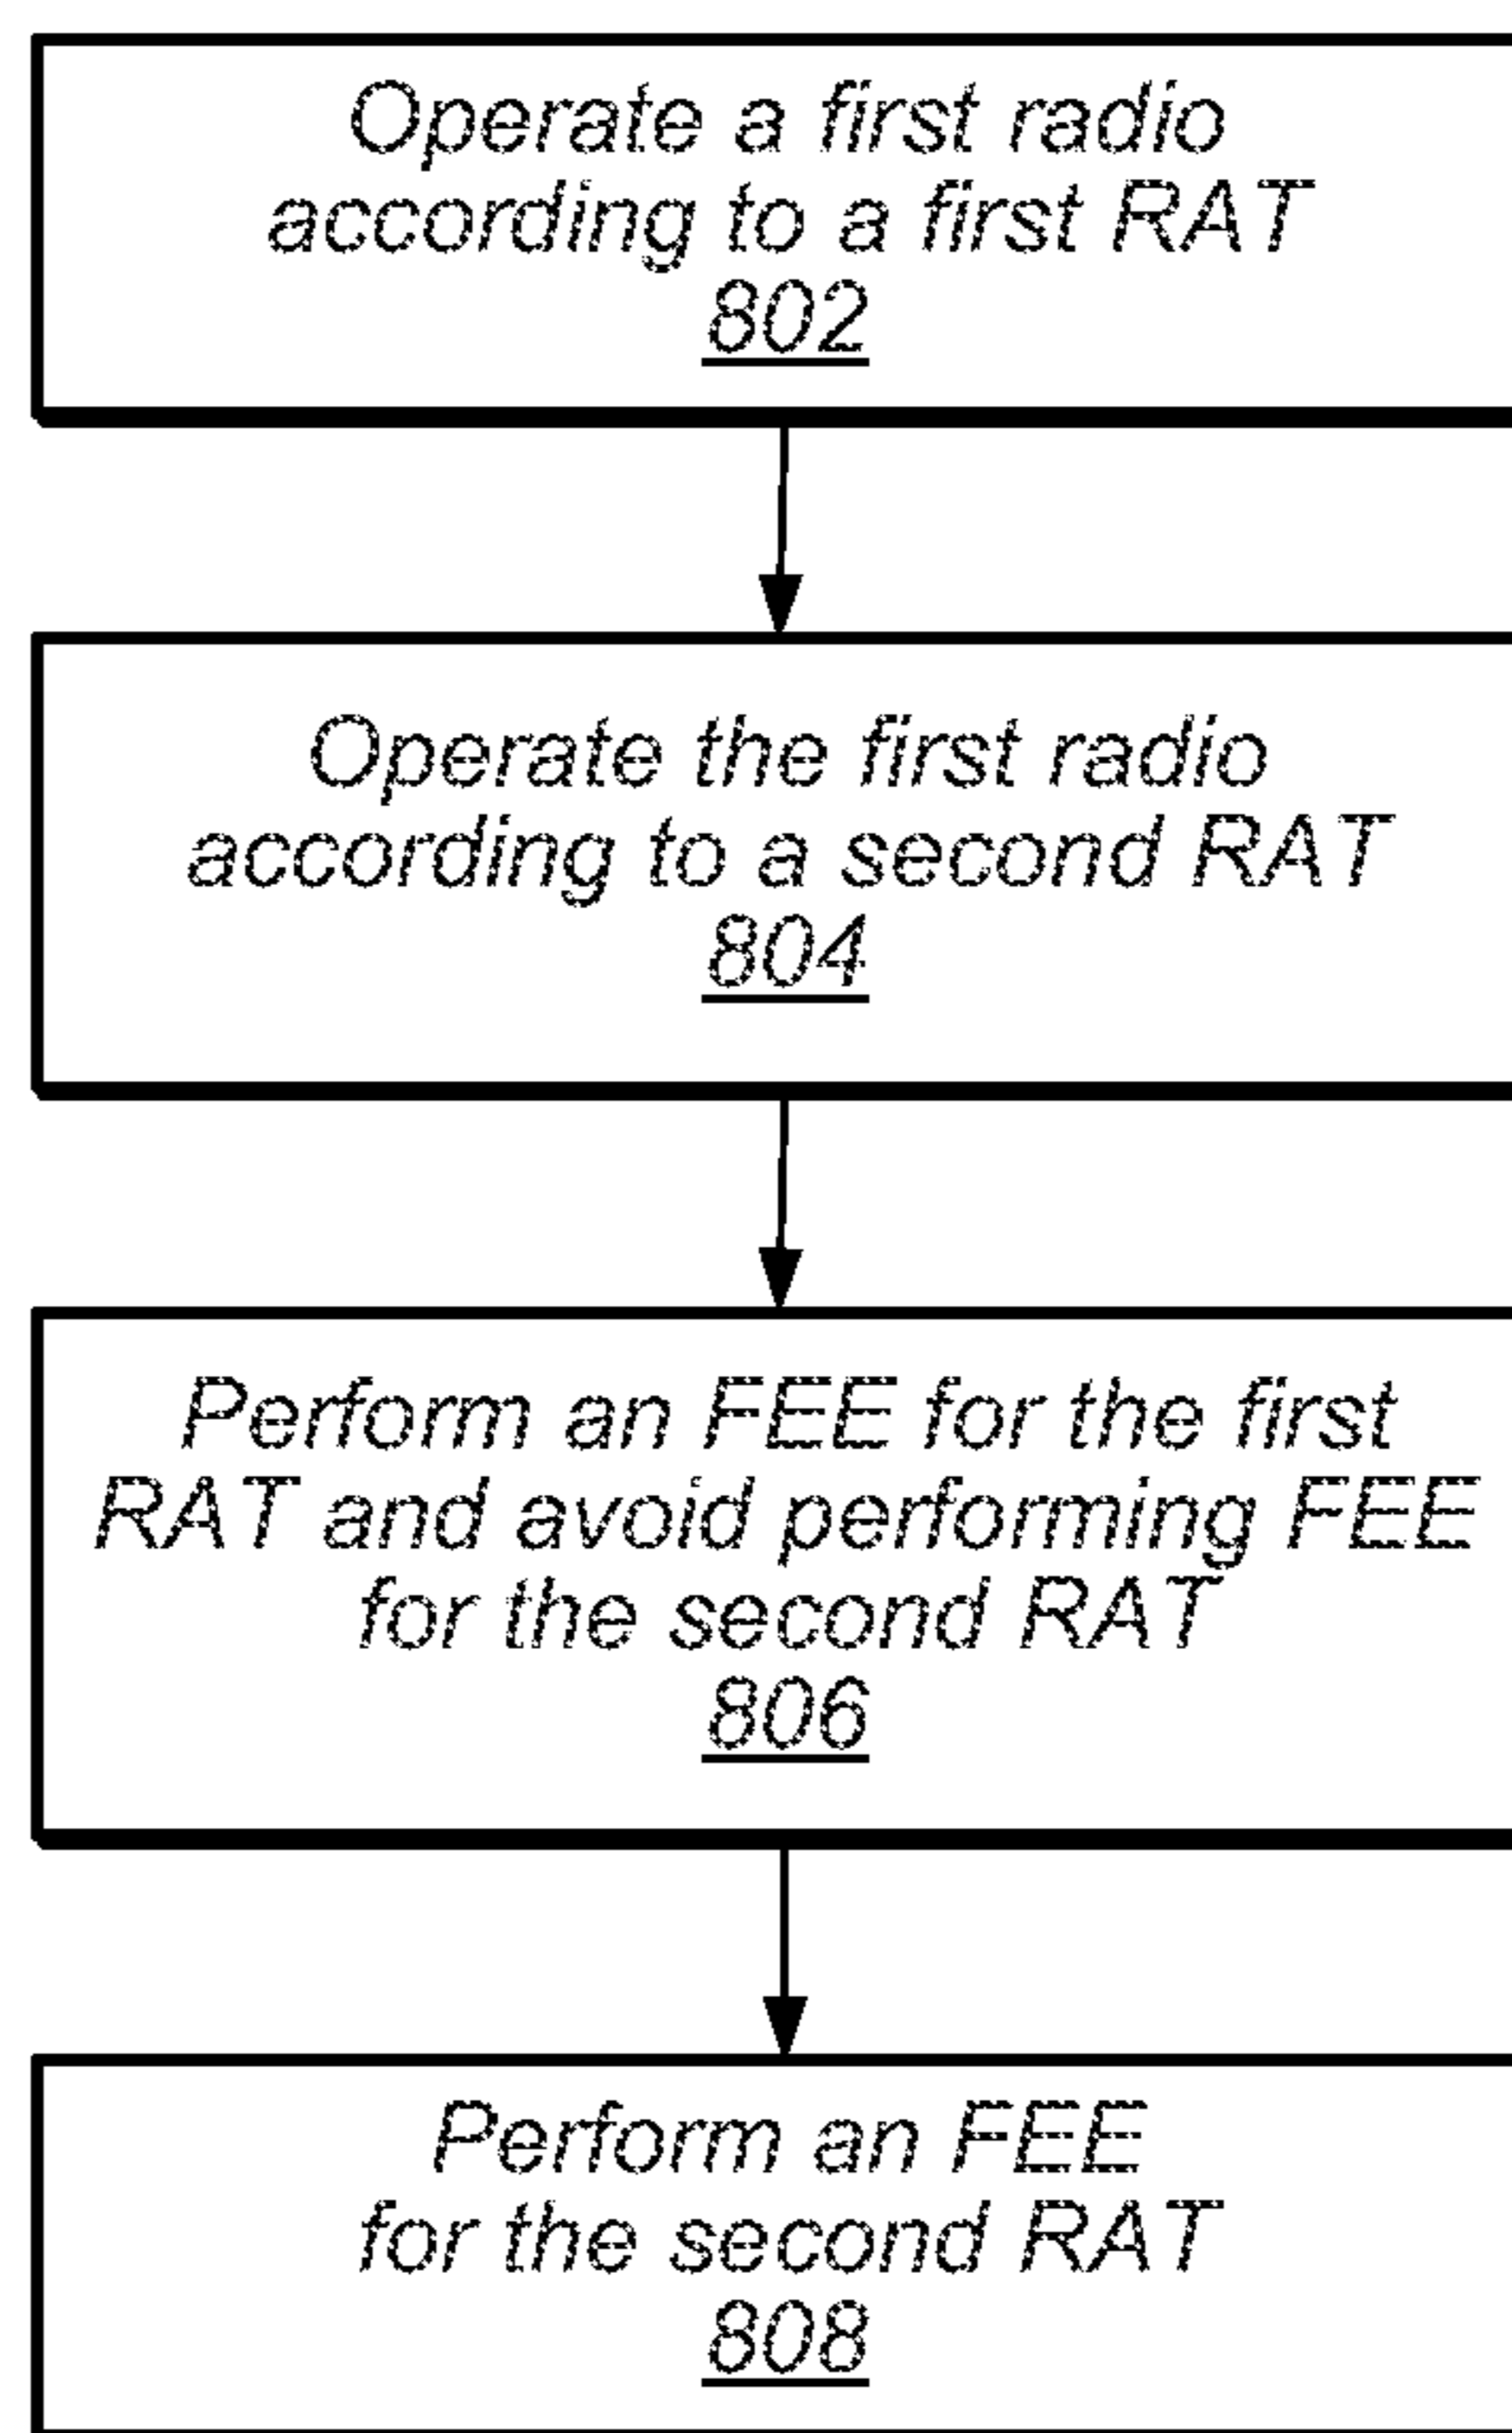 Operate a first radio
according to a first RAT
802
Operate the first radio
according to a second RAT
804
Perform an FEE for the first
RAT and avoid performing FEE
for the second RAT
806
Perform an FEE
for the second RAT
808